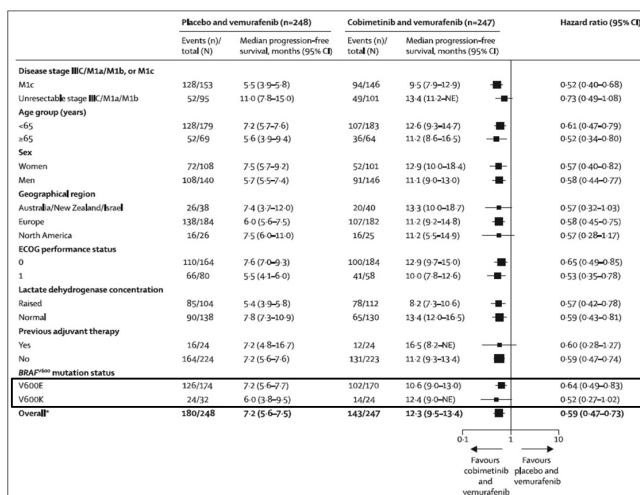 Placebo and vemurafenib (n=248) Cobimetinib and vemurafenib (n=247) Hazard ratio (95% CI)
Events (n)/ total (N) Median progression-free survival, months (95% CI) Events (n)/ total (N) Median progression-free survival, months (95% CI)
Disease stage IIIC/M1a/M1b, or M1c
M1c 128/153 5·5 (3·9–5·8) 94/146 9·5 (7·9–12·9) 0·52 (0·40–0·68)
Unresectable stage IIIC/M1a/M1b 52/95 11·0 (7·8–15·0) 49/101 13·4 (11·2–NE) 0·73 (0·49–1·08)
Age group (years)
<65 128/179 7·2 (5·7–7·6) 107/183 12·6 (9·3–14·7) 0·61 (0·47–0·79)
≥65 52/69 5·6 (3·9–9·4) 36/64 11·2 (8·6–16·5) 0·52 (0·34–0·80)
Sex
Women 72/108 7·5 (5·7–9·2) 52/101 12·9 (10·0–18·4) 0·57 (0·40–0·82)
Men 108/140 5·7 (5·5–7·4) 91/146 11·1 (9·0–13·0) 0·58 (0·44–0·77)
Geographical region
Australia/New Zealand/Israel 26/38 7·4 (3·7–12·0) 20/40 13·3 (10·0–18·7) 0·57 (0·32–1·03)
Europe 138/184 6·0 (5·6–7·5) 107/182 11·2 (9·2–14·8) 0·58 (0·45–0·75)
North America 16/26 7·5 (6·0–11·0) 16/25 11·2 (5·5–14·9) 0·57 (0·28–1·17)
ECOG performance status
0 110/164 7·6 (7·0–9·3) 100/184 12·9 (9·7–15·0) 0·65 (0·49–0·85)
1 66/80 5·5 (4·1–6·0) 41/58 10·0 (7·8–12·6) 0·53 (0·35–0·78)
Lactate dehydrogenase concentration
Raised 85/104 5·4 (3·9–5·8) 78/112 8·2 (7·3–10·6) 0·57 (0·42–0·78)
Normal 90/138 7·8 (7·3–10·9) 65/130 13·4 (12·0–16·5) 0·59 (0·43–0·81)
Previous adjuvant therapy
Yes 16/24 7·2 (4·8–16·7) 12/24 16·5 (8·2–NE) 0·60 (0·28–1·27)
No 164/224 7·2 (5·6–7·6) 131/223 11·2 (9·3–13·4) 0·59 (0·47–0·74)
BRAFV600 mutation status
V600E 126/174 7·2 (5·6–7·7) 102/170 10·6 (9·0–13·0) 0·64 (0·49–0·83)
V600K 24/32 6·0 (3·8–9·5) 14/24 12·4 (9·0–NE) 0·52 (0·27–1·02)
Overall* 180/248 7·2 (5·6–7·5) 143/247 12·3 (9·5–13·4) 0·59 (0·47–0·73)
0·1 1 10
Favours cobimetinib and vemurafenib Favours placebo and vemurafenib